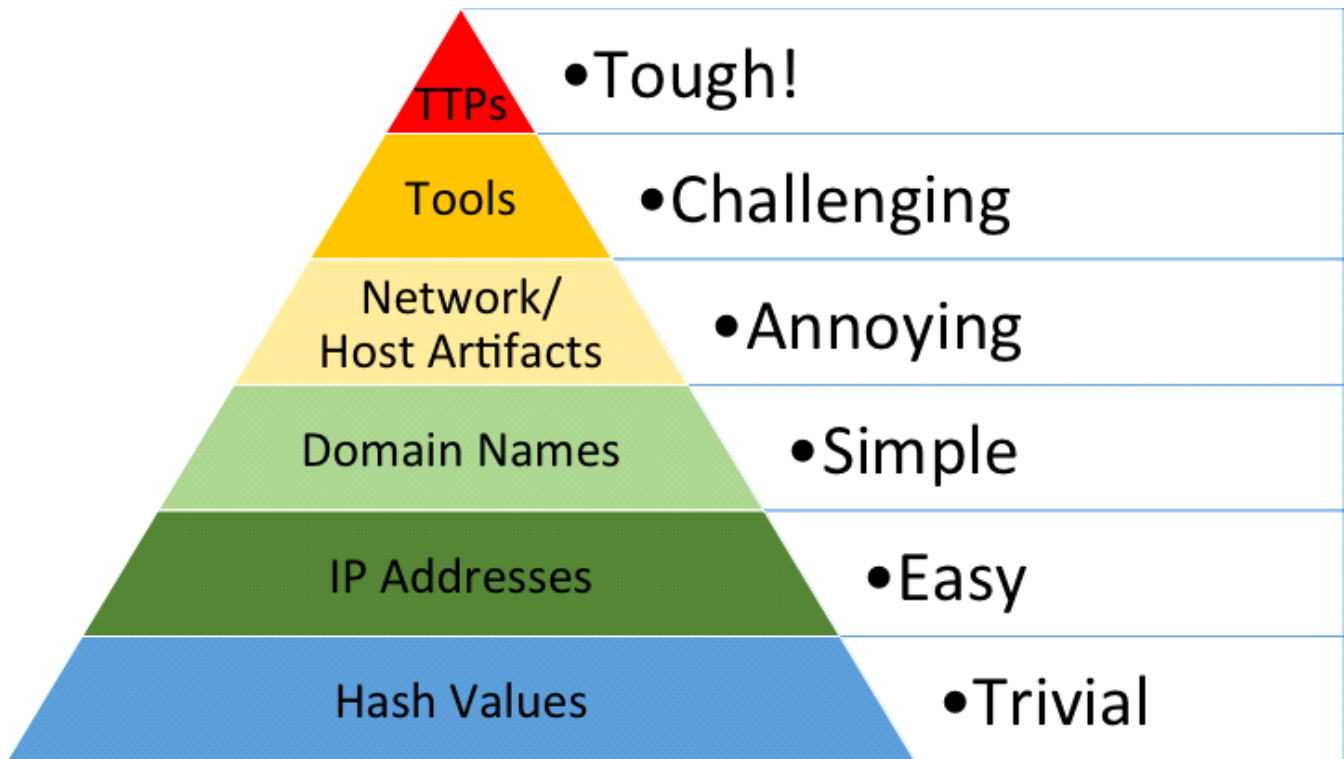 TTPs
•Tough!
Tools
•Challenging
Network/
Host Artifacts
•Annoying
Domain Names
•Simple
IP Addresses
•Easy
Hash Values
•Trivial